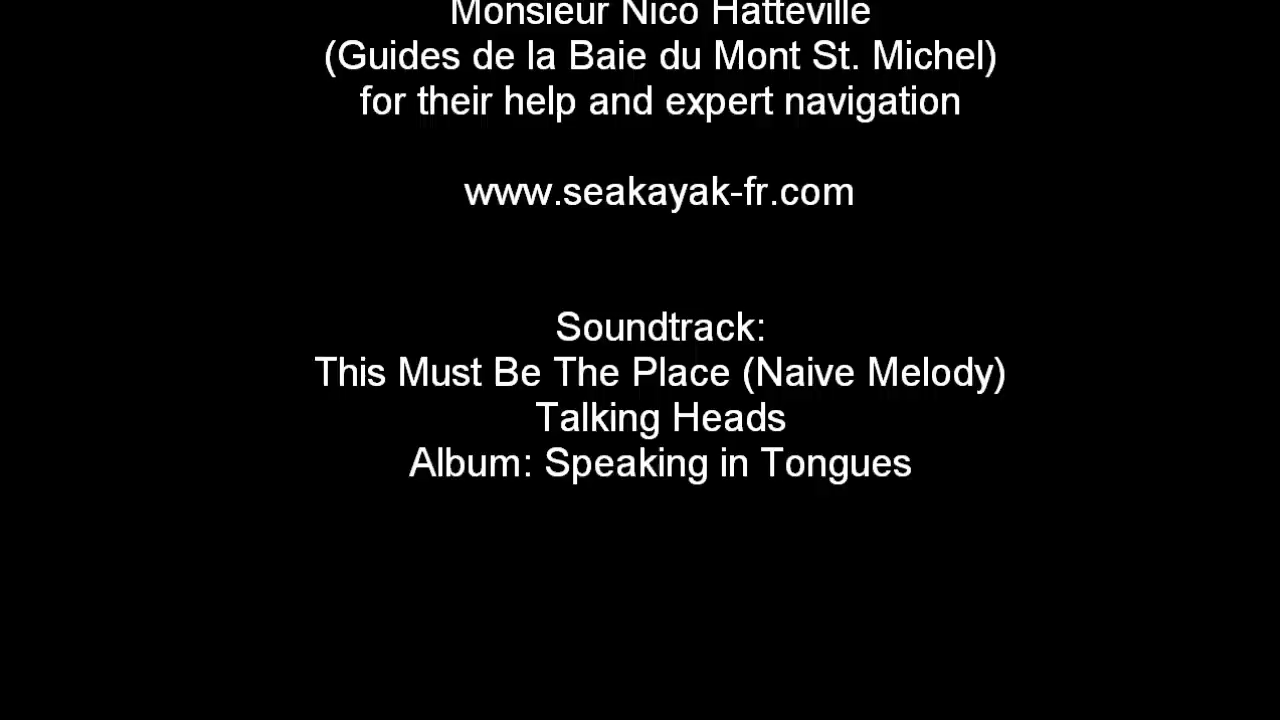 Monsieur Nico Hatteville
(Guides de la Baie du Mont St. Michel)
for their help and expert navigation
www.seakayak-fr.com
Soundtrack:
This Must Be The Place (Naive Melody)
Talking Heads
Album: Speaking in Tongues